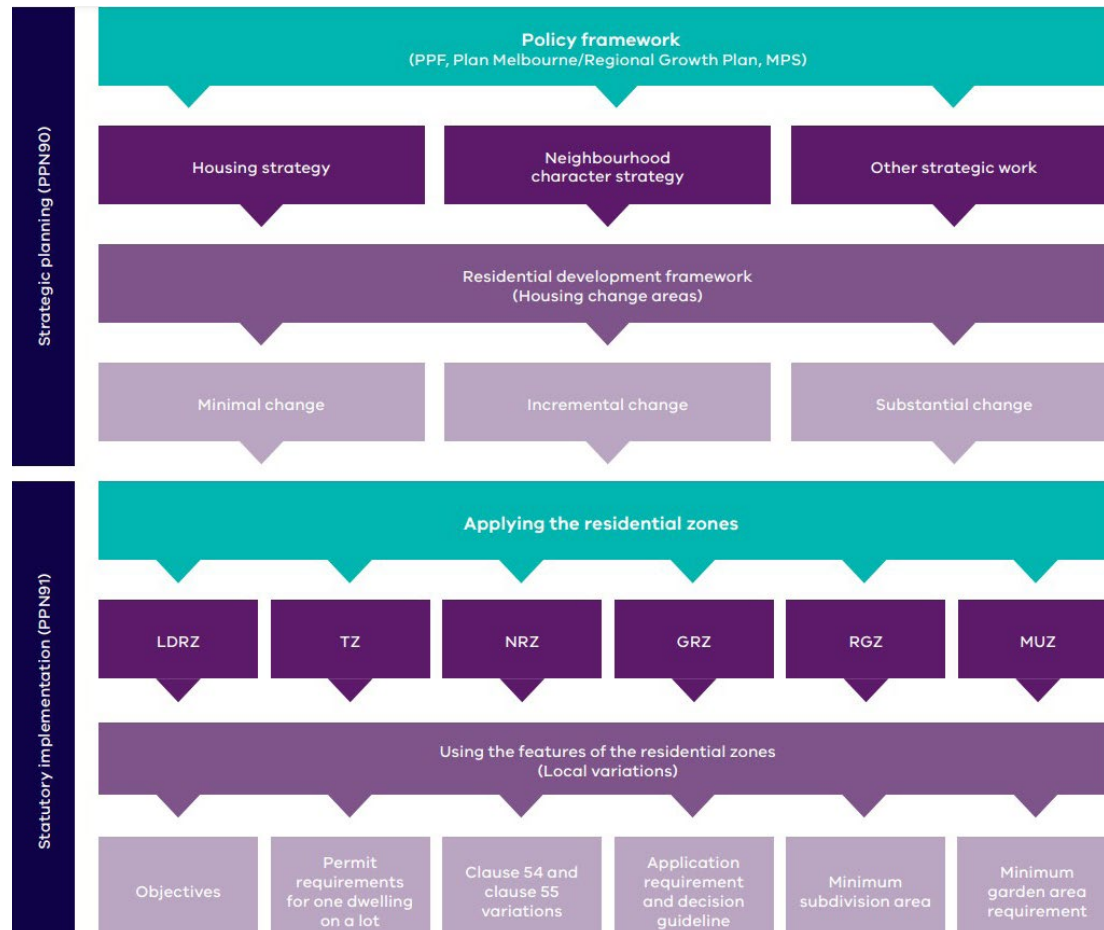 Strategic planning (PPN90)
Policy framework
(PPF, Plan Melbourne/Regional Growth Plan, MPS)
Housing strategy
Neighbourhood
character strategy
Other strategic work
Residential development framework
(Housing change areas)
Minimal change
Incremental change
Substantial change
Statutory implementation (PPN91)
Applying the residential zones
LDRZ
TZ
NRZ
GRZ
RGZ
MUZ
Using the features of the residential zones
(Local variations)
Objectives
Permit
requirements
for one dwelling
on a lot
Clause 54 and
clause 55
variations
Application
requirement
and decision
guideline
Minimum
subdivision area
Minimum
garden area
requirement